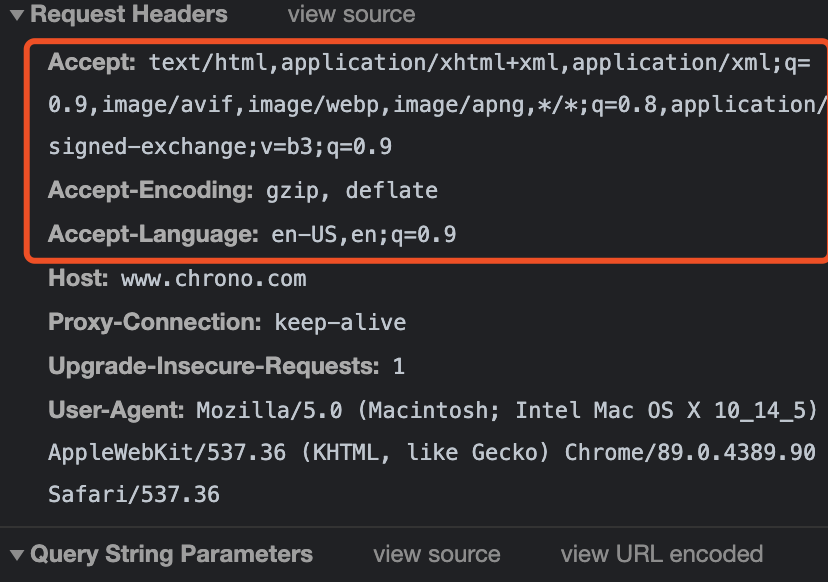 Request Headers view source
Accept: text/html,application/xhtml+xml,application/xml;q=
0.9,image/avif,image/webp,image/apng,*/*;q=0.8,application/
signed-exchange;v=b3;q=0.9
Accept-Encoding: gzip, deflate
Accept-Language: en-US,en;q=0.9
Host: www.chrono.com
Proxy-Connection: keep-alive
Upgrade-Insecure-Requests: 1
User-Agent: Mozilla/5.0 (Macintosh; Intel Mac OS X 10_14_5)
AppleWebKit/537.36 (KHTML, like Gecko) Chrome/89.0.4389.90
Safari/537.36
Query String Parameters view source view URL encoded